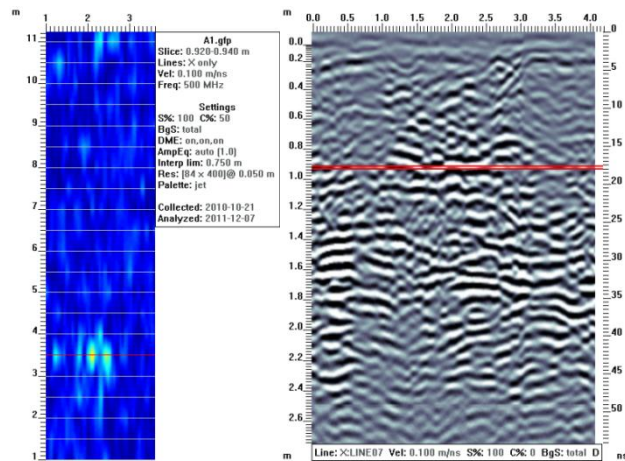 m
1 2 3
11
10
9
8
7
6
5
4
3
2
1
m
A1.gfp
Slice: 0.920-0.940 m
Lines: X only
Vel: 0.100 m/ns
Freq: 500 MHz
Settings
S%: 100 C%: 50
BgS: total
DME: on,on,on
AmpEq: auto (1.0)
Interp lim: 0.750 m
Res: (84 x 400)@ 0.050 m
Palette: jet
Collected: 2010-10-21
Analyzed: 2011-12-07
m
0.0 0.5 1.0 1.5 2.0 2.5 3.0 3.5 4.0
0.0
0.2
0.4
0.6
0.8
1.0
1.2
1.4
1.6
1.8
2.0
2.2
2.4
2.6
m
0
5
10
15
20
25
30
35
40
45
50
ns
Line: X:LINE07 Vel: 0.100 m/ns S%: 100 C%: 0 BgS: total D